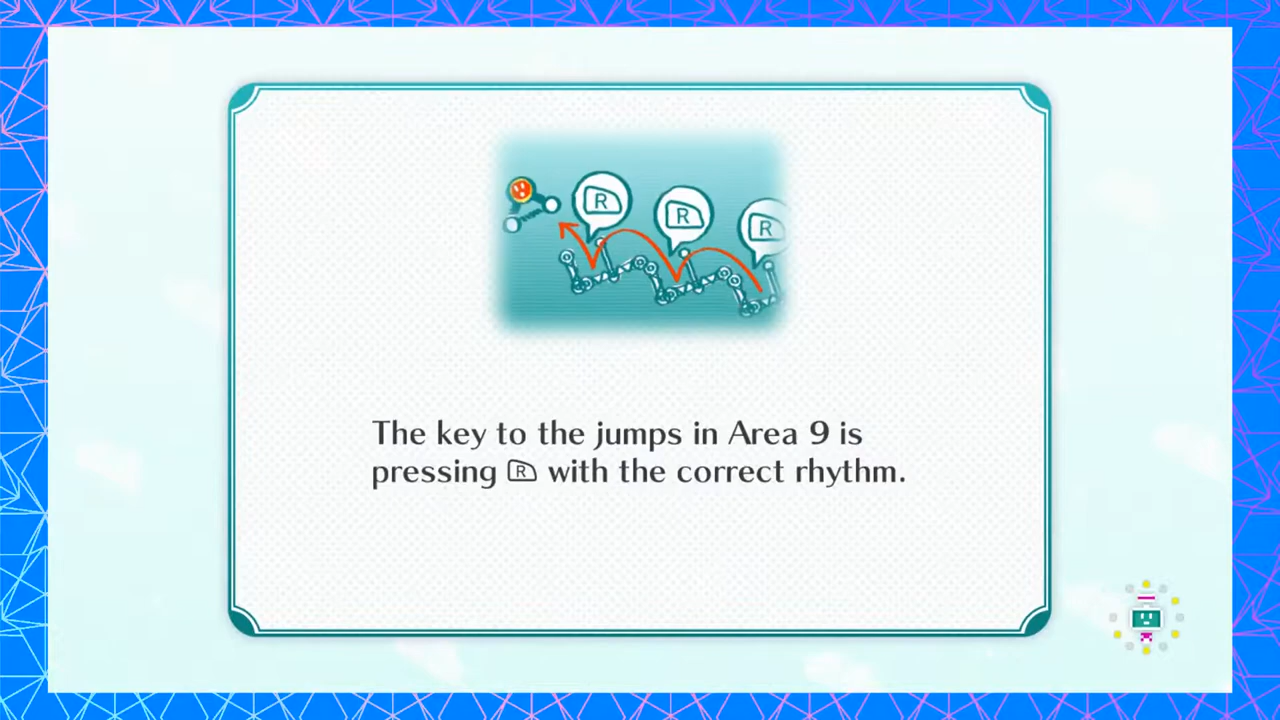 R R R
The key to the jumps in Area 9 is
pressing R with the correct rhythm.